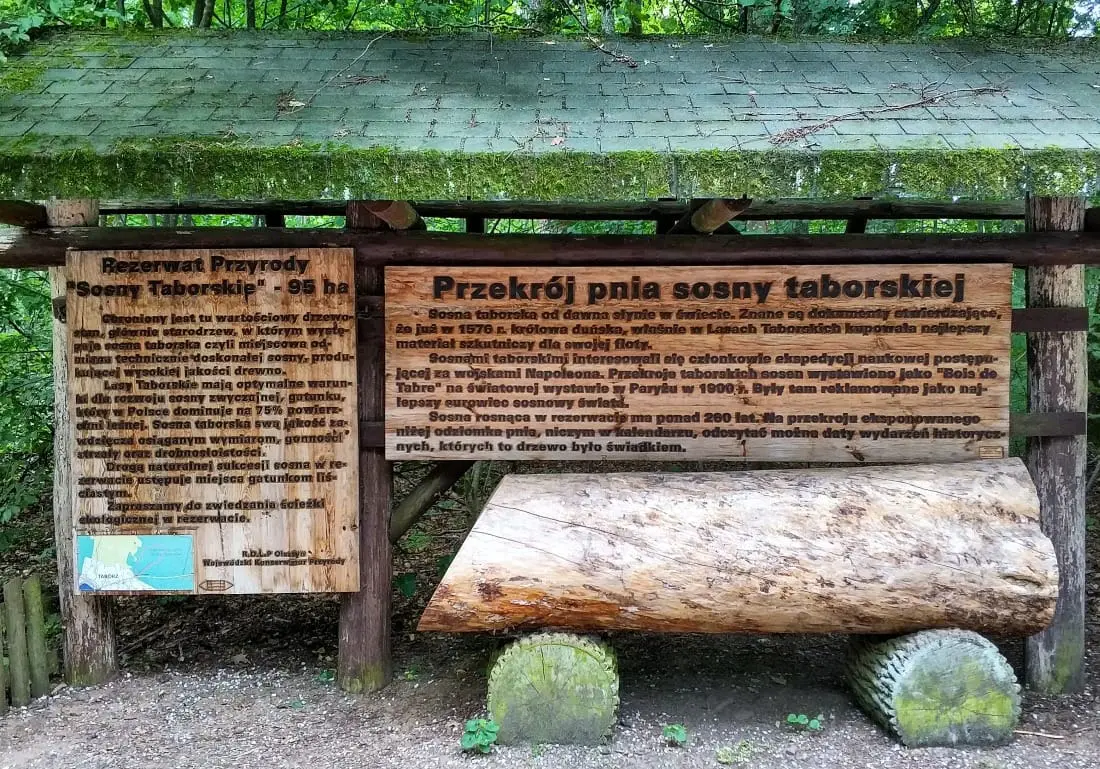 Rezerwat Przyrody
"Sosny Taborskie" - 95 ha
Chroniony jest tu wartościowy drzewo-
stan, głównie starodrzew, w którym wystę-
puje sosna taborska czyli miejscowa od-
miana technicznie doskonałej sosny, produ-
kującej wysokiej jakości drewno.
Lasy Taborskie mają optymalne warun-
ki dla rozwoju sosny zwyczajnej, gatunku,
który w Polsce dominuje na 75% powierz-
chni leśnej. Sosna taborska swą jakość za-
wdzięcza osiąganym wymiarom, gonności
strzały oraz drobnosłoistości.
Drogą naturalnej sukcesji sosna w re-
zerwacie ustępuje miejsca gatunkom liś-
ciastym.
Zapraszamy do zwiedzania ścieżki
ekologicznej w rezerwacie.
R.D.L.P Olsztyn
Wojewódzki Konserwator Przyrody
TABÓRZ
Przekrój pnia sosny taborskiej
Sosna taborska od dawna słynie w świecie. Znane są dokumenty stwierdzające,
że już w 1576 r. królowa duńska, właśnie w Lasach Taborskich kupowała najlepszy
materiał szkutniczy dla swojej floty.
Sosnami taborskimi interesowali się członkowie ekspedycji naukowej postępu-
jącej za wojskami Napoleona. Przekroje taborskich sosen wystawiono jako "Bois de
Tabre" na światowej wystawie w Paryżu w 1900 r. Były tam reklamowane jako naj
lepszy surowiec sosnowy świata.
Sosna rosnąca w rezerwacie ma ponad 260 lat. Na przekroju eksponowanego
niżej odziomka pnia, niczym w kalendarzu, odczytać można daty wydarzeń historycz
nych, których to drzewo było świadkiem.